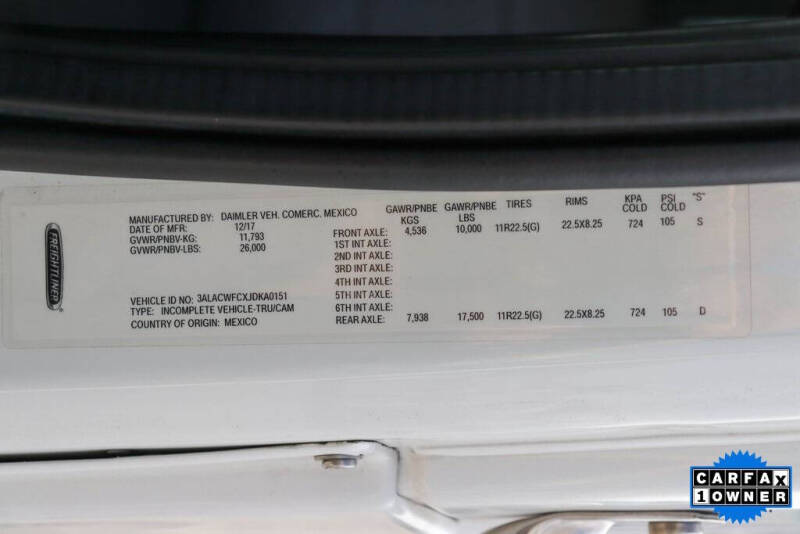 FREIGHTLINER
MANUFACTURED BY: DAIMLER VEH. COMERC. MEXICO
DATE OF MFR: 12/17
GVWR/PNBV-KG: 11,793
GVWR/PNBV-LBS: 26,000
VEHICLE ID NO: 3ALACWFCXJDKA0151
TYPE: INCOMPLETE VEHICLE-TRU/CAM
COUNTRY OF ORIGIN: MEXICO
GAWR/PNBE KGS GAWR/PNBE LBS TIRES RIMS KPA COLD PSI COLD "S"
FRONT AXLE: 4,536 10,000 11R22.5(G) 22.5X8.25 724 105 S
1ST INT AXLE:
2ND INT AXLE:
3RD INT AXLE:
4TH INT AXLE:
5TH INT AXLE:
6TH INT AXLE:
REAR AXLE: 7,938 17,500 11R22.5(G) 22.5X8.25 724 105 D
CARFAX
1 OWNER